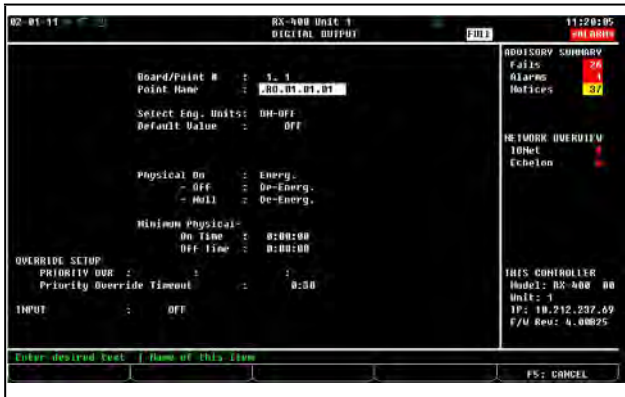 02-01-11 RX-400 Unit 1 11:20:05
DIGITAL OUTPUT FULL *ALARM*
ADVISORY SUMMARY
Fails 26
Alarms 4
Notices 37
Board/Point # : 1. 1
Point Name : .RO.01.01.01
Select Eng. Units: ON-OFF
Default Value : OFF
NETWORK OVERVIEW
IONet
Echelon
Physical On : Energ.
- Off : De-Energ.
- Null : De-Energ.
Minimum Physical-
On Time : 0:00:00
Off Time : 0:00:00
OVERRIDE SETUP
PRIORITY OVR : : :
Priority Override Timeout : 0:50
INPUT : OFF
THIS CONTROLLER
Model: RX-400 00
Unit: 1
IP: 10.212.237.69
F/W Rev: 4.00B25
Enter desired text | Name of this Item
F5: CANCEL